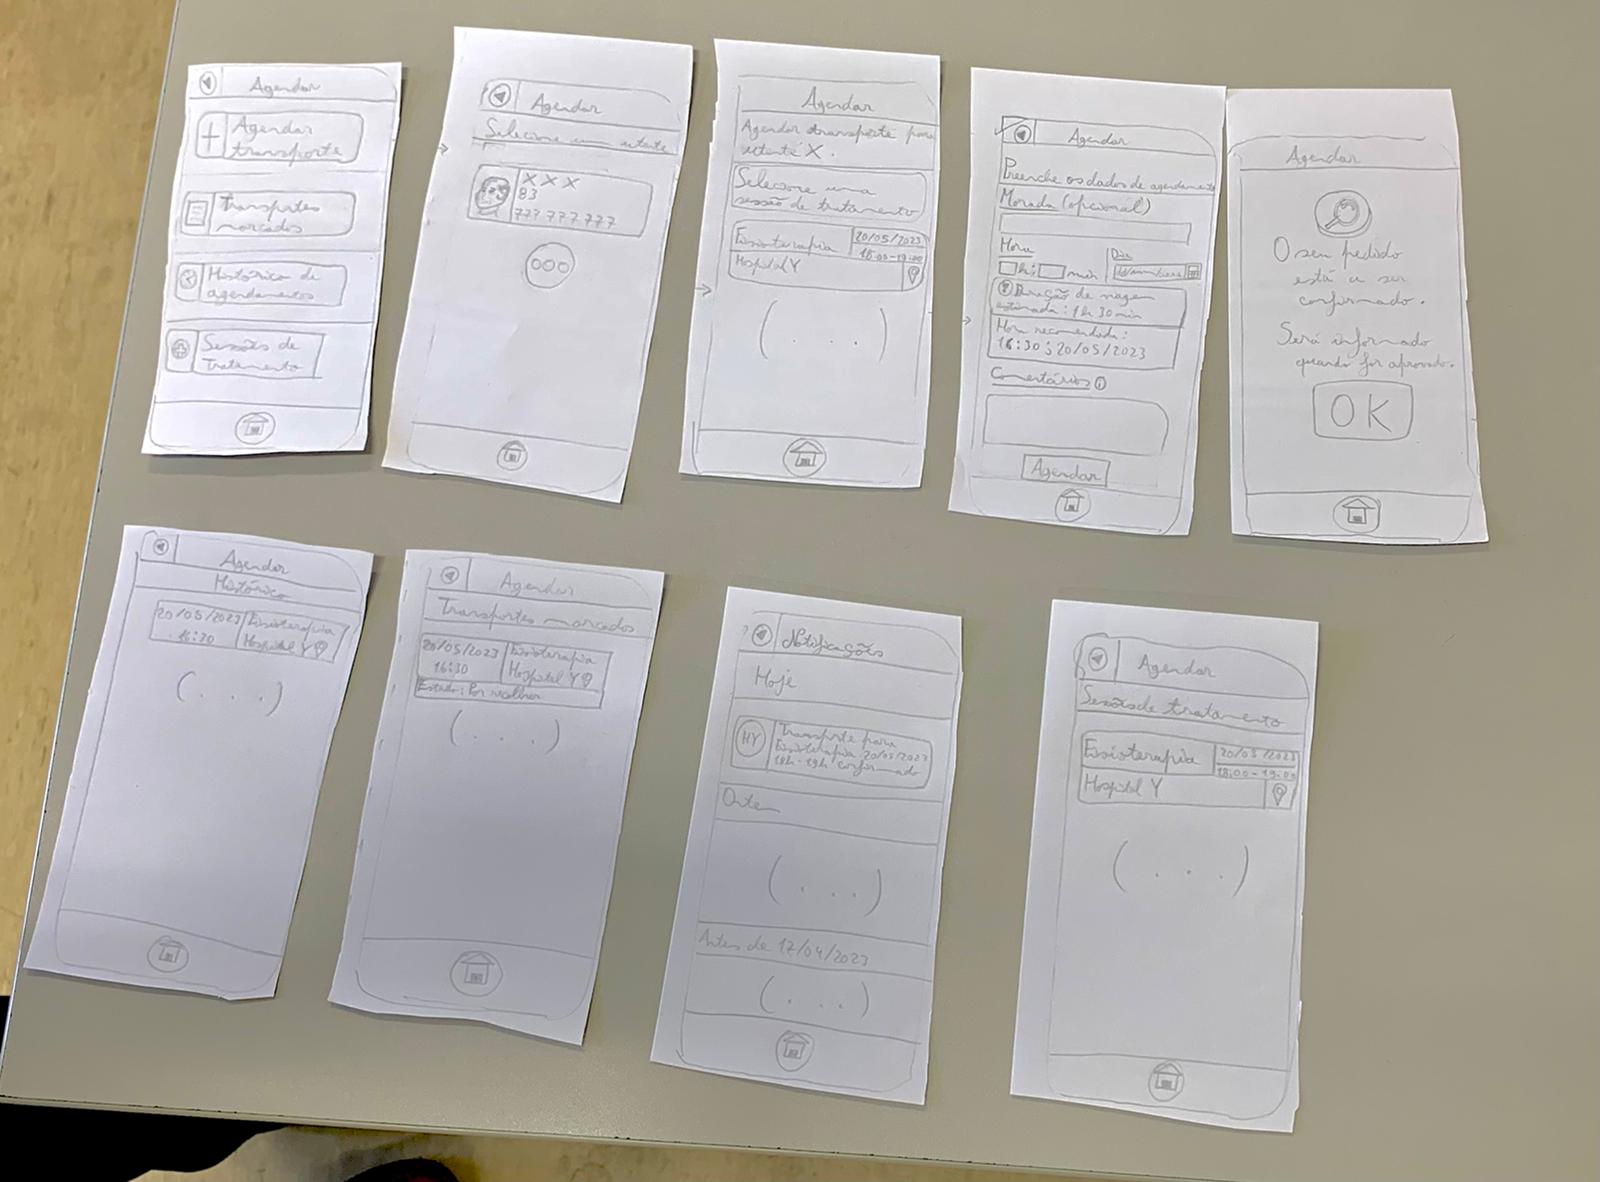 Agendar
+ Agendar
transporte
Transportes
marcados
Histórico de
agendamentos
Sessões de
Tratamento
Agendar
Selecione um utente
XXX
83
777 777 777
Agendar
Agendar transporte para
utente X.
Selecione uma
sessão de tratamento
Fisioterapia
20/05/2023
18:00-19:00
Hospital Y
(...)
Agendar
Preenche os dados de agendamento
Morada (opcional)
Hora
Dia
h: min
Duração de viagem
estimada: 1h 30 min
Hora recomendada:
16:30; 20/05/2023
Comentários
Agendar
Agendar
O seu pedido
está a ser
confirmado.
Será informado
quando for aprovado.
OK
Agendar
Histórico
20/05/2023 Fisioterapia
16:30 Hospital Y
(...)
Agendar
Transportes marcados
20/05/2023 Fisioterapia
16:30 Hospital Y
Estado: Por recolher
(...)
Notificações
Hoje
HY
Transporte para
Fisioterapia 20/05/2023
18h-19h confirmado
Ontem
(...)
Antes de 17/04/2023
(...)
Agendar
Sessões de tratamento
Fisioterapia
20/05/2023
18:00-19:00
Hospital Y
(...)